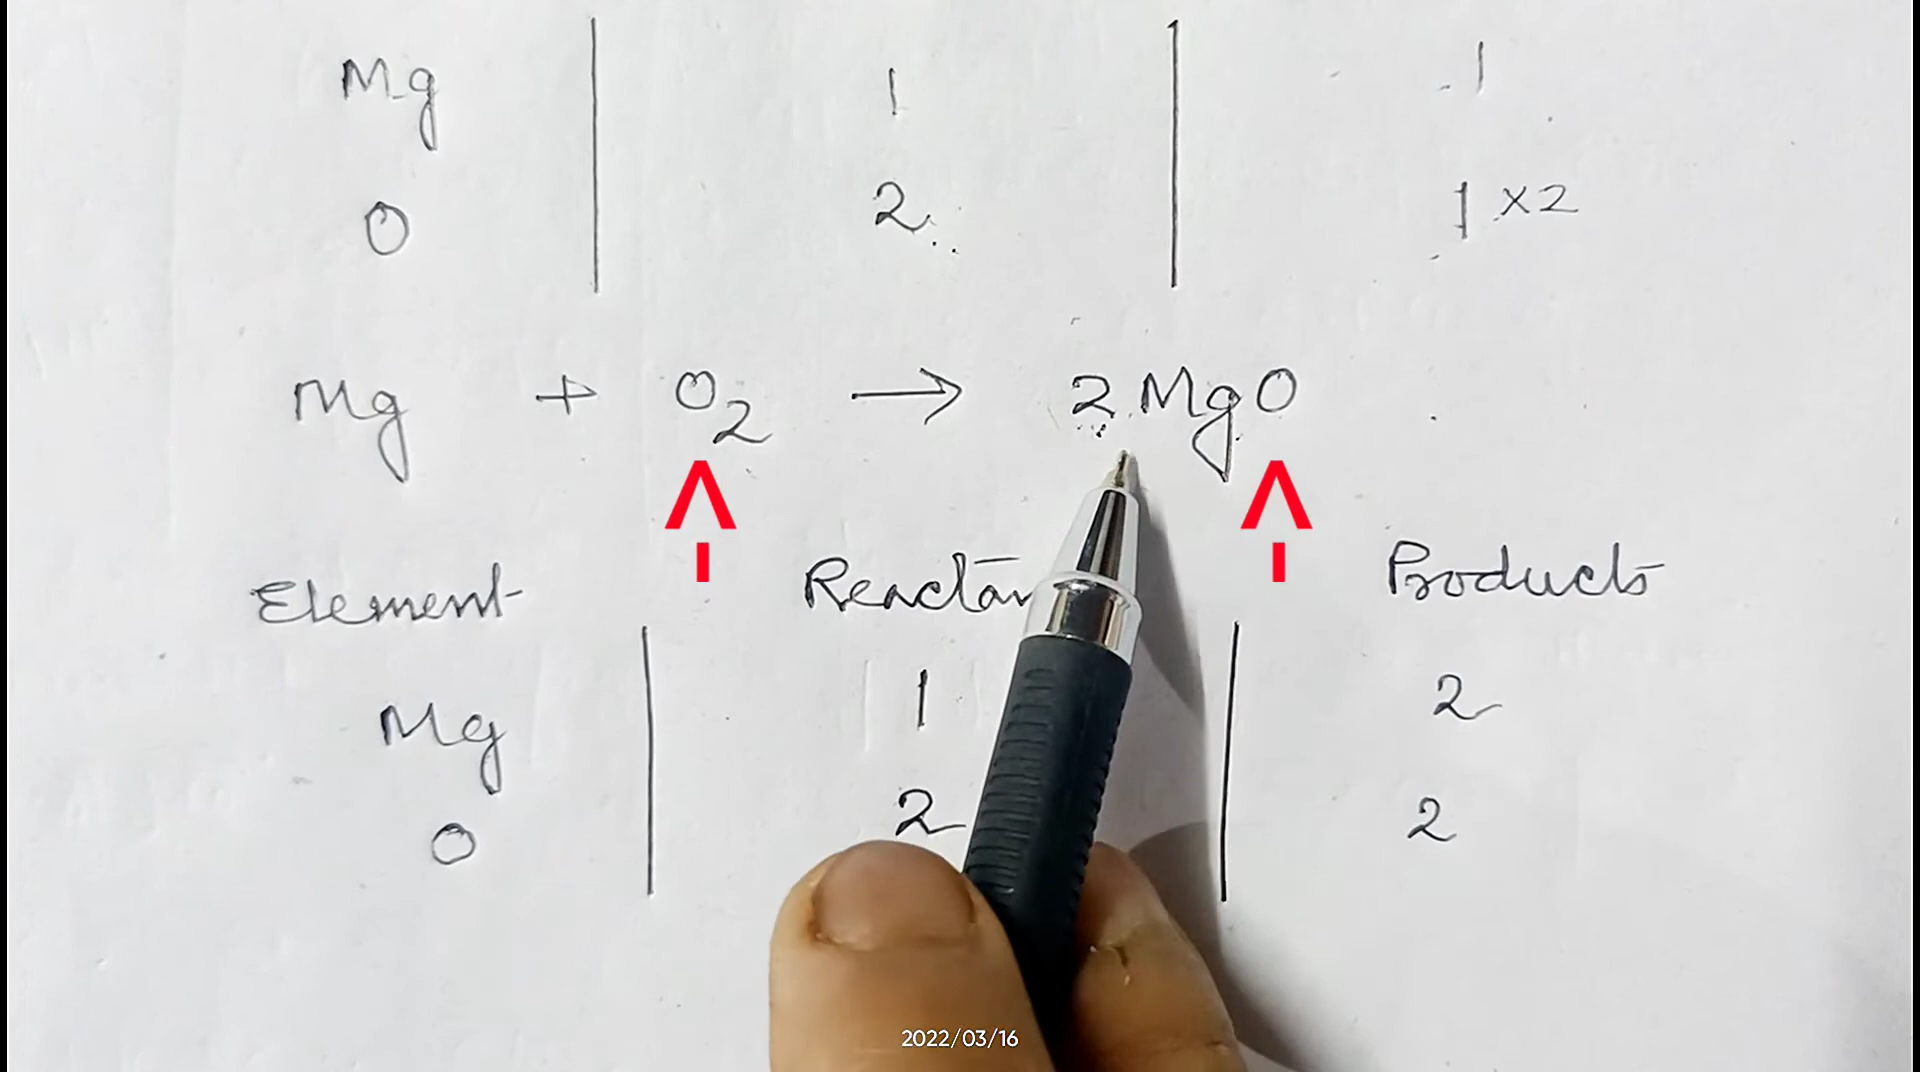 Mg 1 1
O 2 1 x2
Mg + O2 → 2 MgO
Element Reactan Products
Mg 1 2
O 2 2
2022/03/16